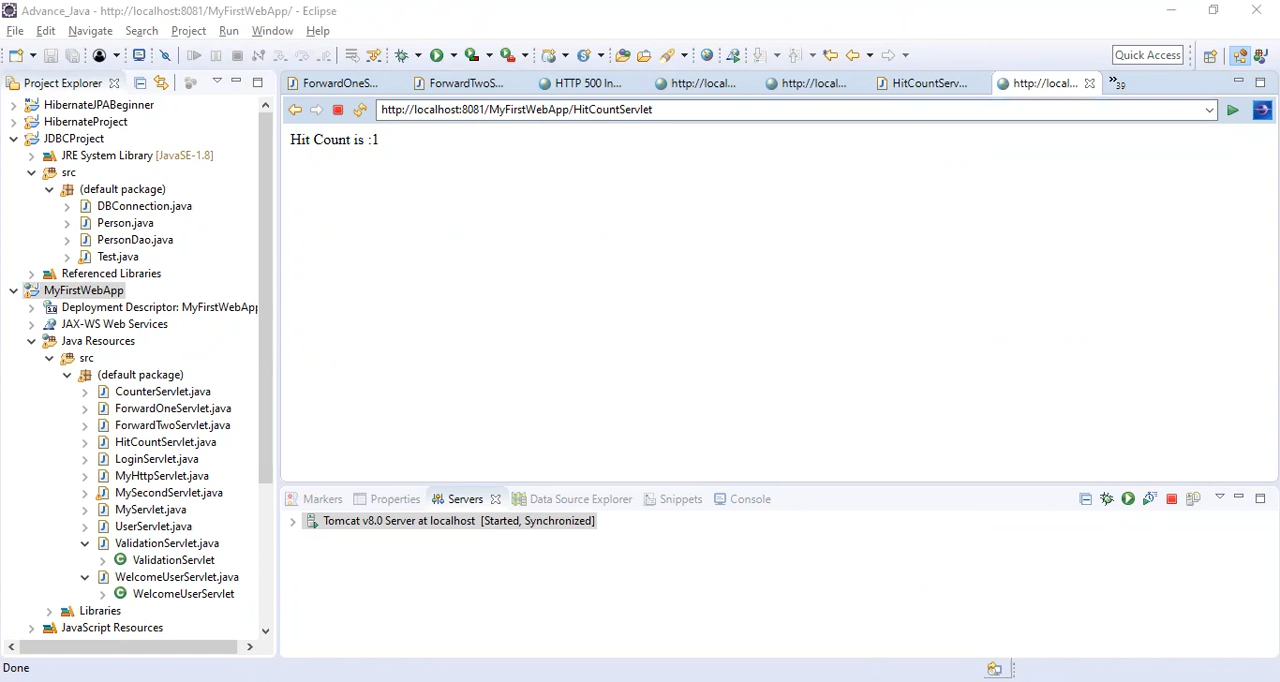 Advance_Java - http://localhost:8081/MyFirstWebApp/ - Eclipse
File Edit Navigate Search Project Run Window Help
Quick Access
Project Explorer
ForwardOneS... ForwardTwoS... HTTP 500 In... http://local... http://local... HitCountServ... http://local... »39
http://localhost:8081/MyFirstWebApp/HitCountServlet
Hit Count is :1
HibernateJPABeginner
HibernateProject
JDBCProject
JRE System Library [JavaSE-1.8]
src
(default package)
DBConnection.java
Person.java
PersonDao.java
Test.java
Referenced Libraries
MyFirstWebApp
Deployment Descriptor: MyFirstWebApp
JAX-WS Web Services
Java Resources
src
(default package)
CounterServlet.java
ForwardOneServlet.java
ForwardTwoServlet.java
HitCountServlet.java
LoginServlet.java
MyHttpServlet.java
MySecondServlet.java
MyServlet.java
UserServlet.java
ValidationServlet.java
ValidationServlet
WelcomeUserServlet.java
WelcomeUserServlet
Libraries
JavaScript Resources
Markers Properties Servers Data Source Explorer Snippets Console
Tomcat v8.0 Server at localhost [Started, Synchronized]
Done